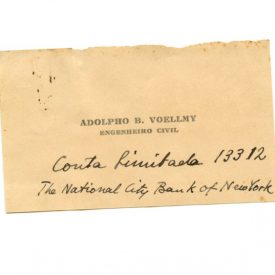 ADOLPHO B. VOELLMY
ENGENHEIRO CIVIL
Conta Limitada 13312
The National City Bank of New York